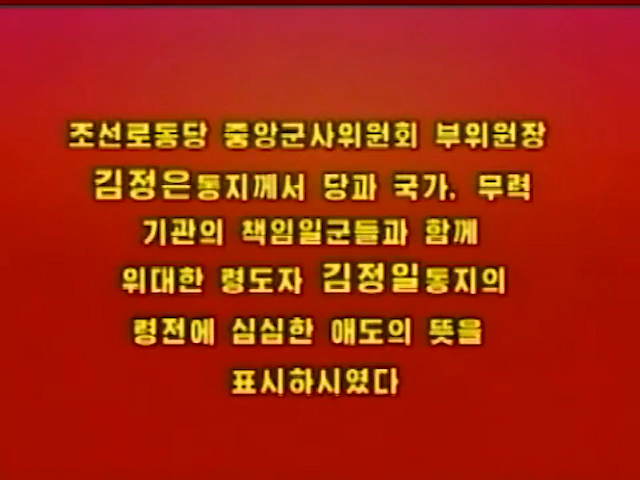 조선로동당 중앙군사위원회 부위원장
김정은동지께서 당과 국가, 무력
기관의 책임일군들과 함께
위대한 령도자 김정일동지의
령전에 심심한 애도의 뜻을
표시하시였다